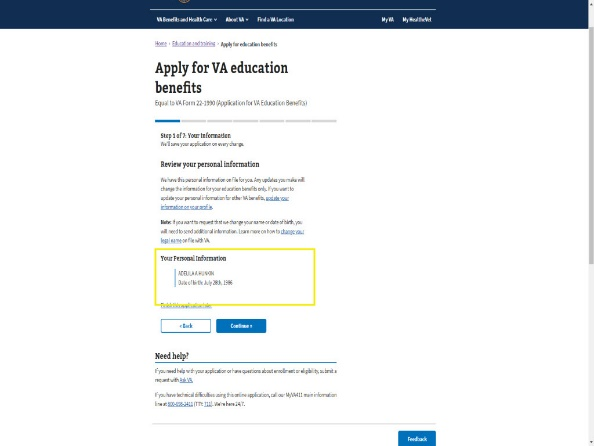 VA Benefits and Health Care About VA Find a VA Location My VA My HealtheVet
Home Education and training Apply for education benefits
Apply for VA education
benefits
Equal to VA Form 22-1990 (Application for VA Education Benefits)
Step 1 of 7: Your Information
We'll save your application on every change.
Review your personal information
We have this personal information on file for you. Any updates you make will
change the information for your education benefits only. If you want to
update your personal information for other VA benefits, update your
information on your profile.
Note: If you want to request that we change your name or date of birth, you
will need to send additional information. Learn more on how to change your
legal name on file with VA.
Your Personal Information
Date of birth: July 28th, 1986
Finish this application later
« Back Continue »
Need help?
If you need help with your application or have questions about enrollment or eligibility, submit a
request with Ask VA.
If you have technical difficulties using this online application, call our MyVA411 main information
line at 800-698-2411 (TTY: 711). We're here 24/7.
Feedback